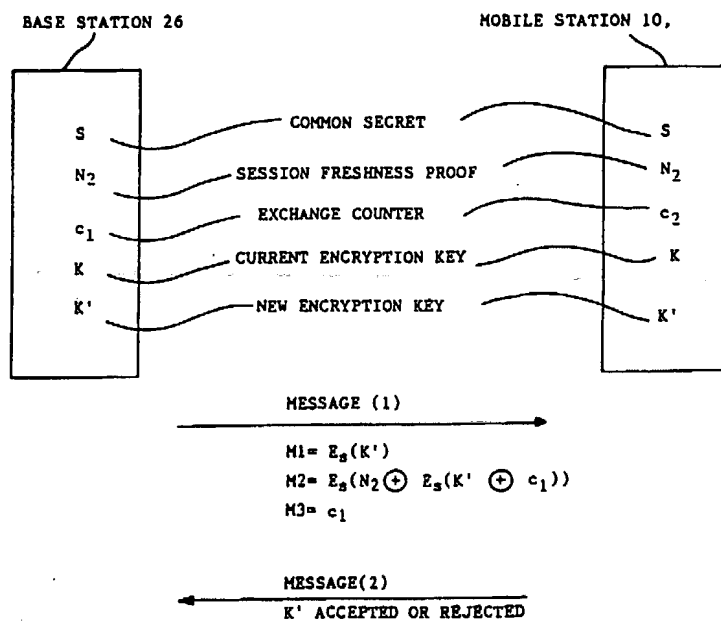 BASE STATION 26
MOBILE STATION 10,
S COMMON SECRET S
N2 SESSION FRESHNESS PROOF N2
c1 EXCHANGE COUNTER c2
K CURRENT ENCRYPTION KEY K
K' NEW ENCRYPTION KEY K'
MESSAGE (1)
M1= Es(K')
M2= Es(N2 ⊕ Es(K' ⊕ c1))
M3= c1
MESSAGE(2)
K' ACCEPTED OR REJECTED